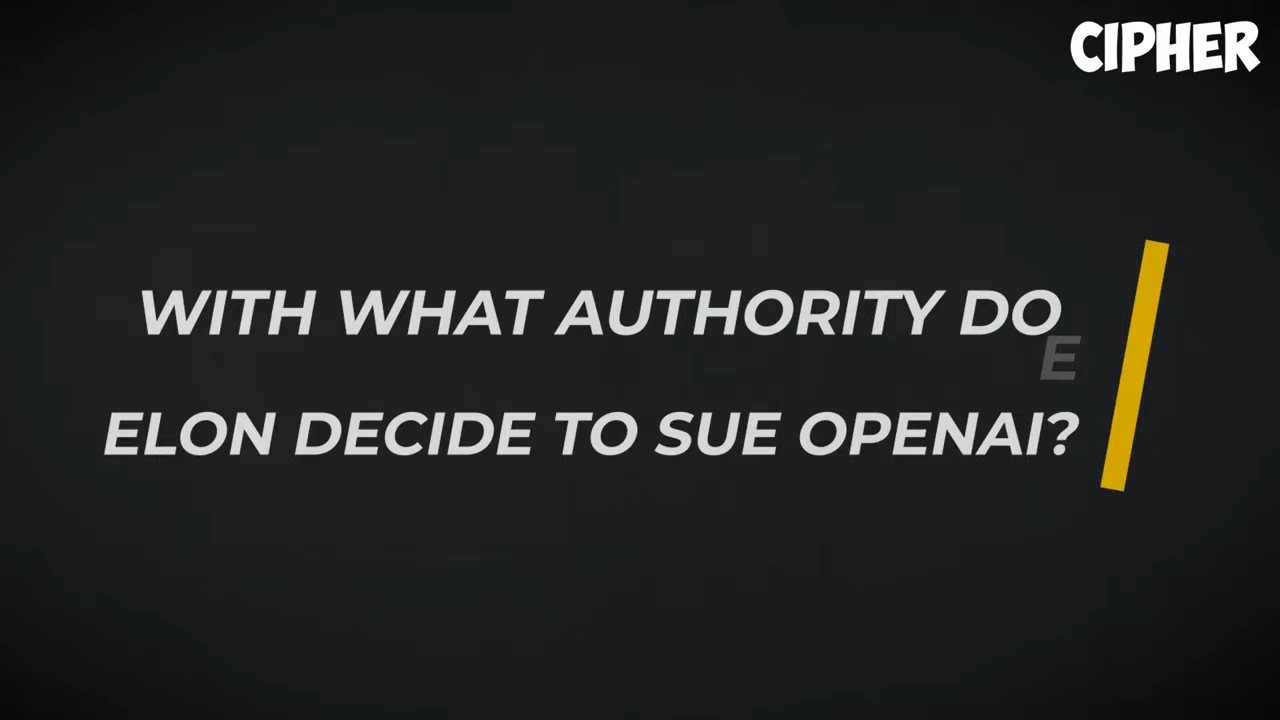 CIPHER
WITH WHAT AUTHORITY DOE
ELON DECIDE TO SUE OPENAI?